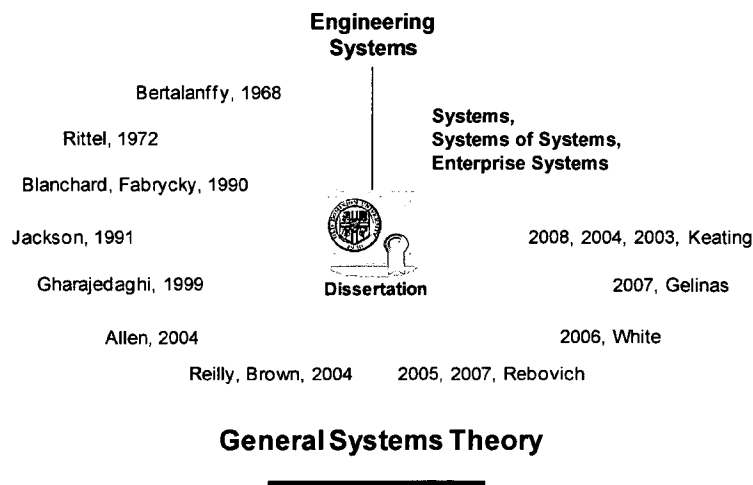 Engineering
Systems
Bertalanffy, 1968
Systems,
Systems of Systems,
Enterprise Systems
Rittel, 1972
Blanchard, Fabrycky, 1990
Jackson, 1991
2008, 2004, 2003, Keating
Gharajedaghi, 1999
Dissertation
2007, Gelinas
Allen, 2004
2006, White
Reilly, Brown, 2004
2005, 2007, Rebovich
General Systems Theory